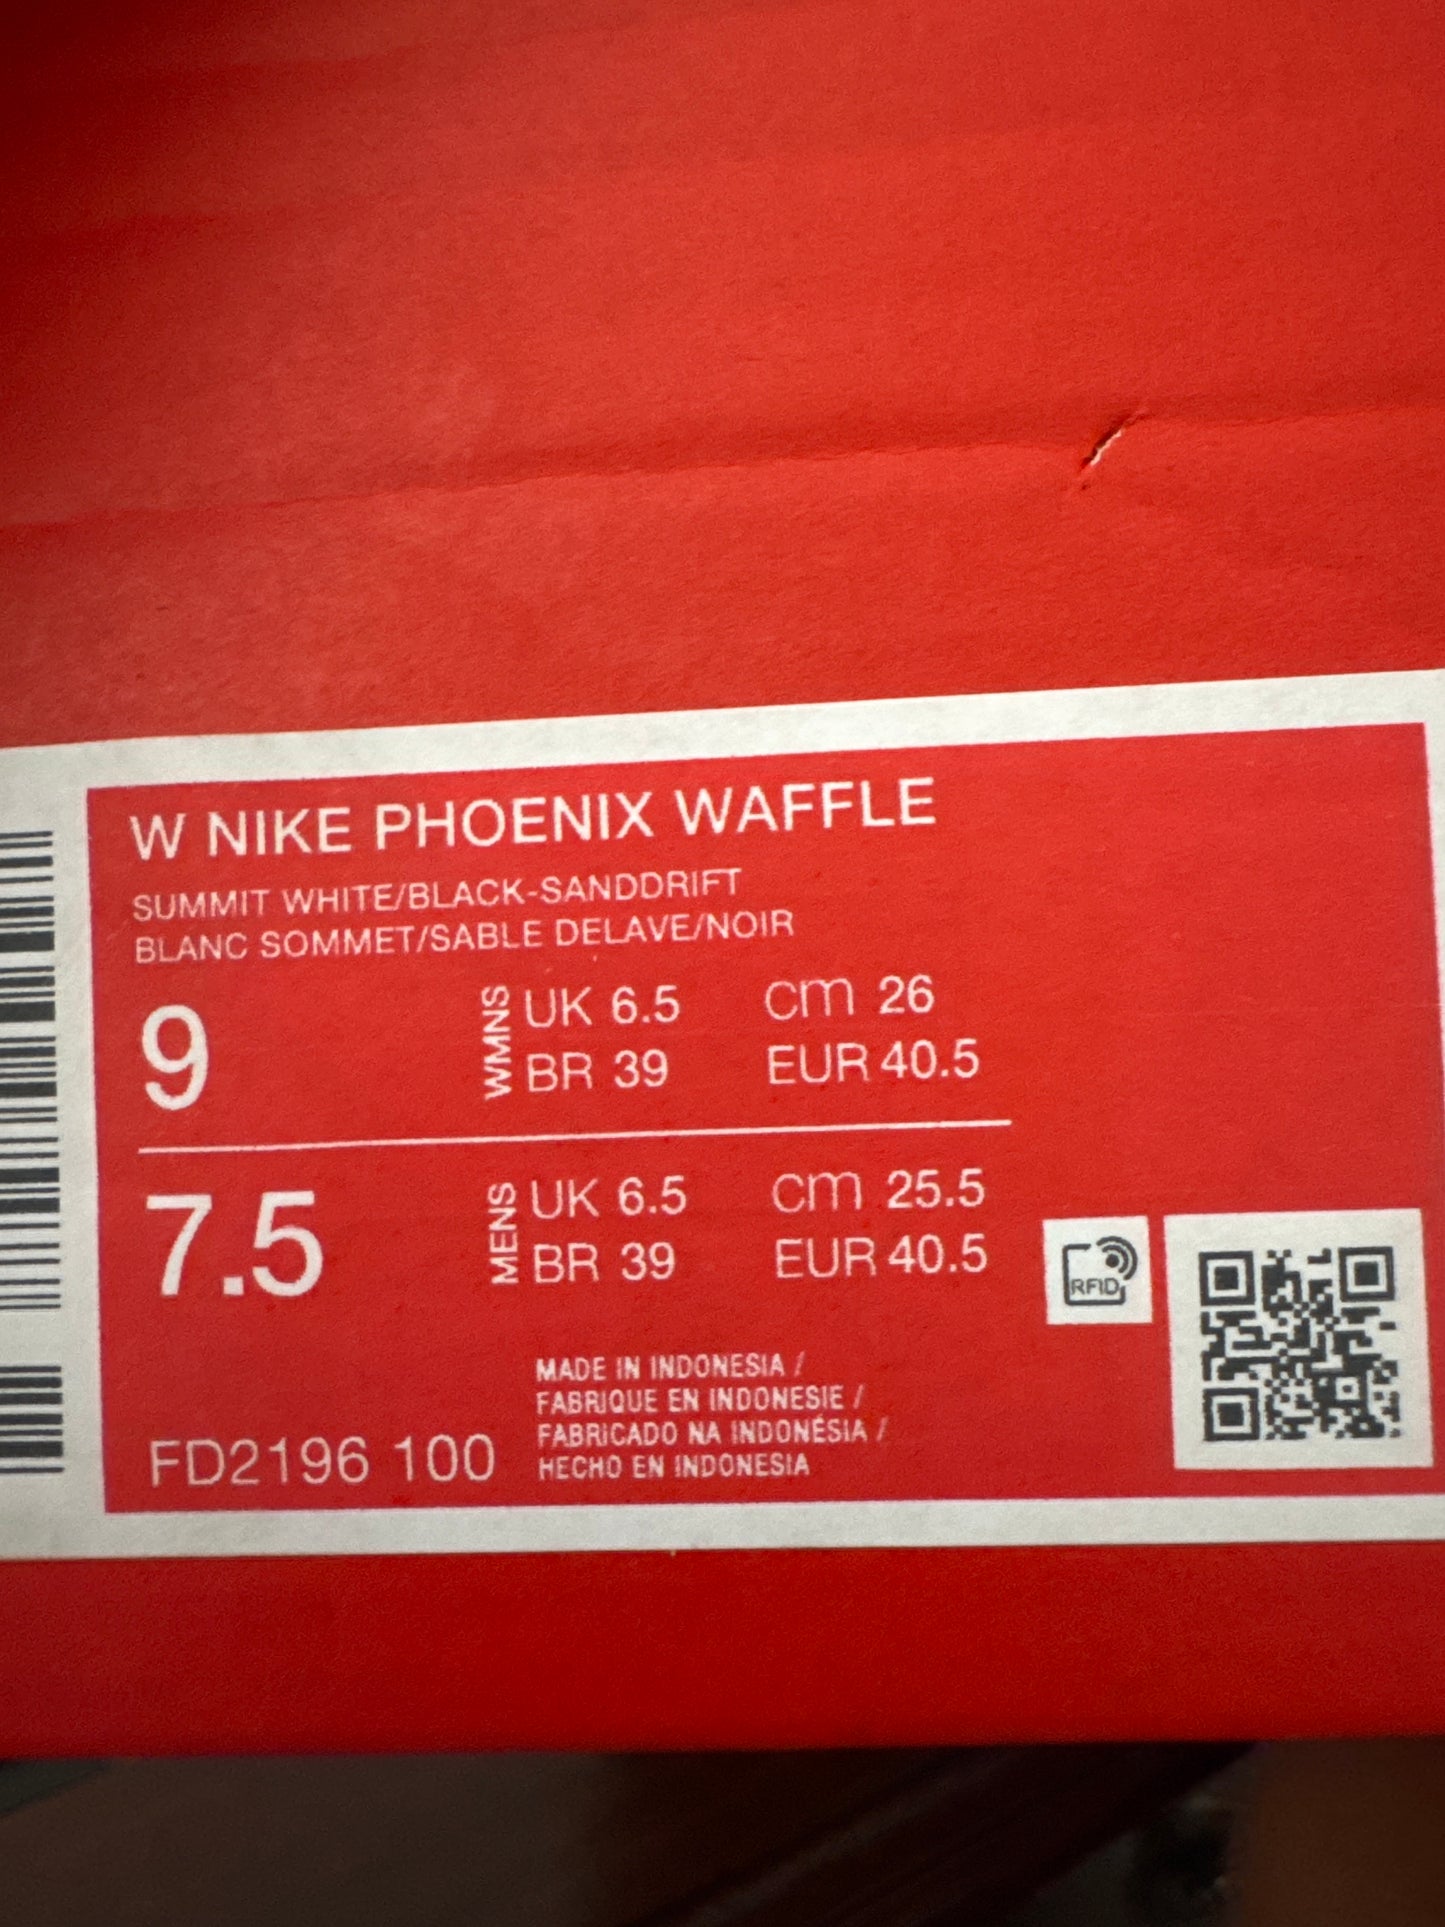 W NIKE PHOENIX WAFFLE
SUMMIT WHITE/BLACK-SANDDRIFT
BLANC SOMMET/SABLE DELAVE/NOIR
9
WMNS
UK 6.5 cm 26
BR 39 EUR 40.5
7.5
MENS
UK 6.5 cm 25.5
BR 39 EUR 40.5
RFID
MADE IN INDONESIA /
FABRIQUE EN INDONESIE /
FABRICADO NA INDONÉSIA /
HECHO EN INDONESIA
FD2196 100